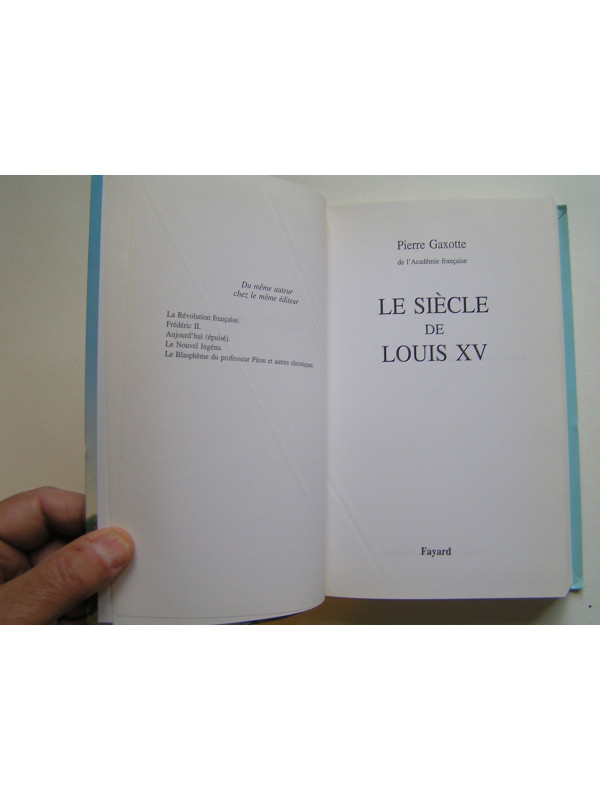 Du même auteur
chez le même éditeur
La Révolution française.
Frédéric II.
Aujourd'hui (épuisé).
Le Nouvel Ingénu.
Le Blasphème du professeur Piton et autres chroniques.
Pierre Gaxotte
de l'Académie française
LE SIÈCLE
DE
LOUIS XV
Fayard